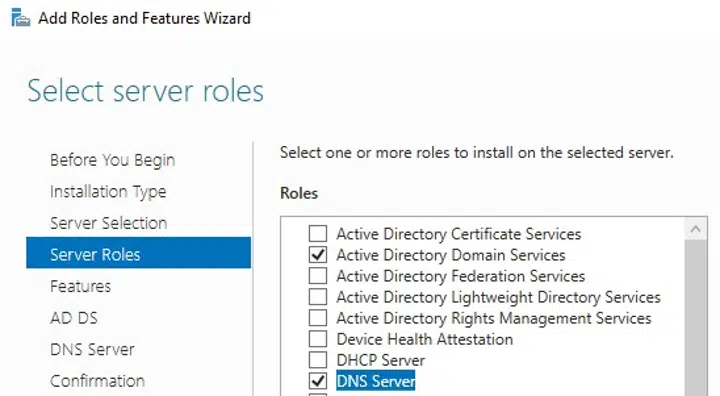 Add Roles and Features Wizard
Select server roles
Before You Begin
Installation Type
Server Selection
Server Roles
Features
AD DS
DNS Server
Confirmation
Select one or more roles to install on the selected server.
Roles
Active Directory Certificate Services
Active Directory Domain Services
Active Directory Federation Services
Active Directory Lightweight Directory Services
Active Directory Rights Management Services
Device Health Attestation
DHCP Server
DNS Server